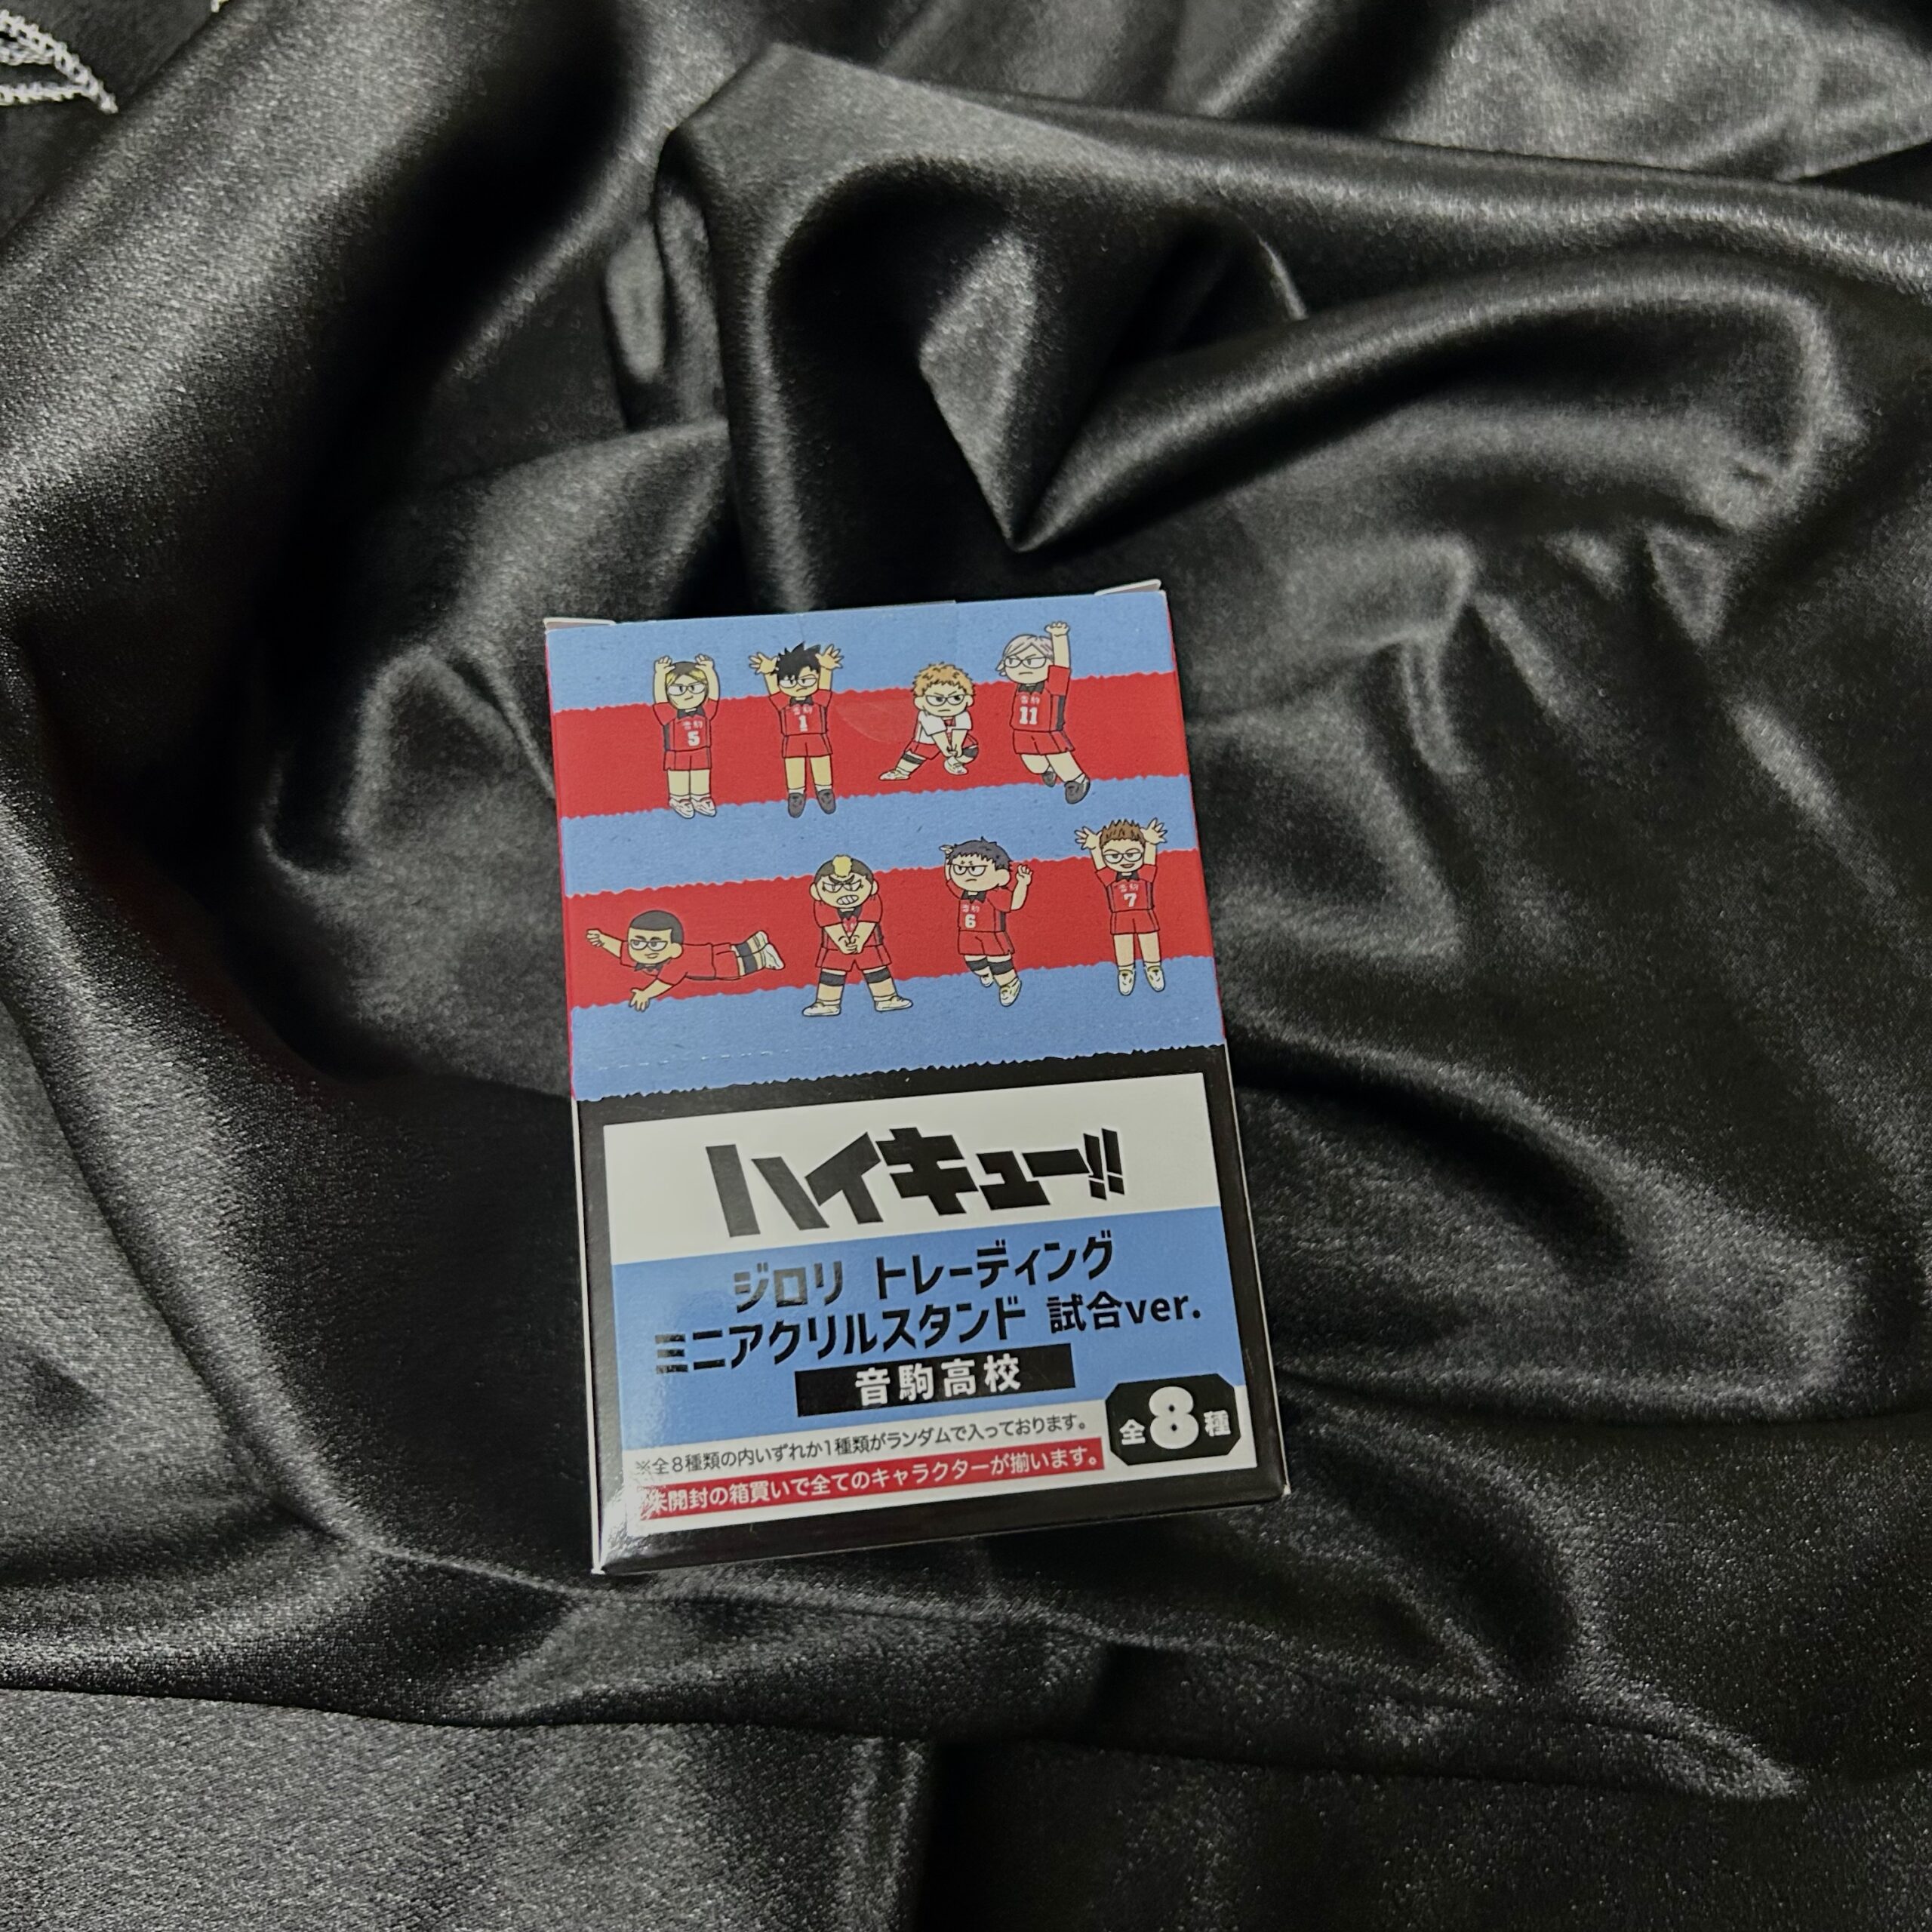 5
1
11
6
7
ハイキュー!!
ジロリ トレーディング
ミニアクリルスタンド 試合ver.
音駒高校
全8種
※全8種類の内いずれか1種類がランダムで入っております。
未開封の箱買いで全てのキャラクターが揃います。